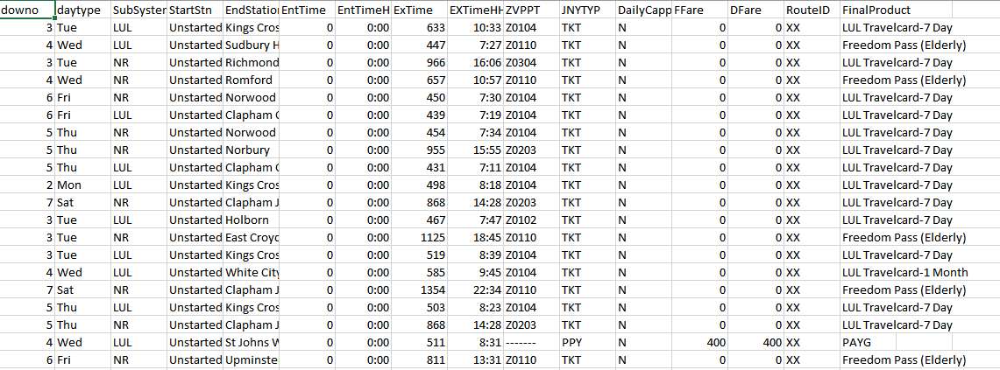 downo daytype SubSystem StartStn EndStation EntTime EntTimeH ExTime EXTimeHH ZVPPT JNYTYP DailyCapp FFare DFare RouteID FinalProduct
3 Tue LUL Unstarted Kings Cros 0 0:00 633 10:33 Z0104 TKT N 0 0 XX LUL Travelcard-7 Day
4 Wed LUL Unstarted Sudbury H 0 0:00 447 7:27 Z0110 TKT N 0 0 XX Freedom Pass (Elderly)
3 Tue NR Unstarted Richmond 0 0:00 966 16:06 Z0304 TKT N 0 0 XX LUL Travelcard-7 Day
4 Wed NR Unstarted Romford 0 0:00 657 10:57 Z0110 TKT N 0 0 XX Freedom Pass (Elderly)
6 Fri NR Unstarted Norwood 0 0:00 450 7:30 Z0104 TKT N 0 0 XX LUL Travelcard-7 Day
6 Fri LUL Unstarted Clapham C 0 0:00 439 7:19 Z0104 TKT N 0 0 XX LUL Travelcard-7 Day
5 Thu NR Unstarted Norwood 0 0:00 454 7:34 Z0104 TKT N 0 0 XX LUL Travelcard-7 Day
5 Thu NR Unstarted Norbury 0 0:00 955 15:55 Z0203 TKT N 0 0 XX LUL Travelcard-7 Day
5 Thu LUL Unstarted Clapham C 0 0:00 431 7:11 Z0104 TKT N 0 0 XX LUL Travelcard-7 Day
2 Mon LUL Unstarted Kings Cros 0 0:00 498 8:18 Z0104 TKT N 0 0 XX LUL Travelcard-7 Day
7 Sat NR Unstarted Clapham J 0 0:00 868 14:28 Z0203 TKT N 0 0 XX LUL Travelcard-7 Day
3 Tue LUL Unstarted Holborn 0 0:00 467 7:47 Z0102 TKT N 0 0 XX LUL Travelcard-7 Day
3 Tue NR Unstarted East Croyd 0 0:00 1125 18:45 Z0110 TKT N 0 0 XX Freedom Pass (Elderly)
3 Tue LUL Unstarted Kings Cros 0 0:00 519 8:39 Z0104 TKT N 0 0 XX LUL Travelcard-7 Day
4 Wed LUL Unstarted White City 0 0:00 585 9:45 Z0104 TKT N 0 0 XX LUL Travelcard-1 Month
7 Sat NR Unstarted Clapham J 0 0:00 1354 22:34 Z0110 TKT N 0 0 XX Freedom Pass (Elderly)
5 Thu LUL Unstarted Kings Cros 0 0:00 503 8:23 Z0104 TKT N 0 0 XX LUL Travelcard-7 Day
5 Thu NR Unstarted Clapham J 0 0:00 868 14:28 Z0203 TKT N 0 0 XX LUL Travelcard-7 Day
4 Wed LUL Unstarted St Johns W 0 0:00 511 8:31 ------- PPY N 400 400 XX PAYG
6 Fri NR Unstarted Upminste 0 0:00 811 13:31 Z0110 TKT N 0 0 XX Freedom Pass (Elderly)